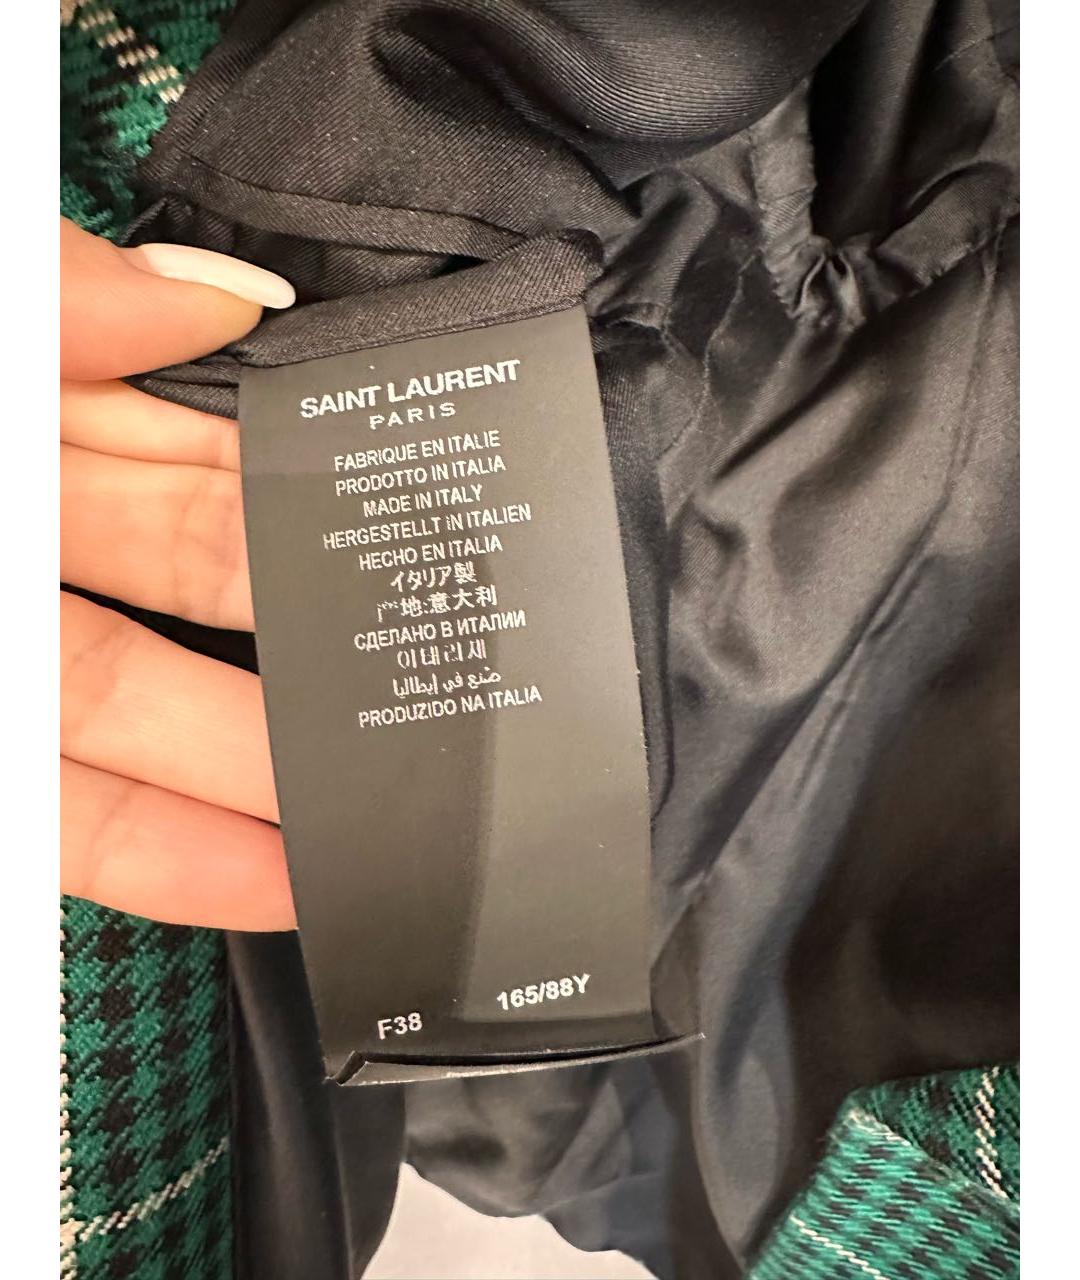 SAINT LAURENT
PARIS
FABRIQUE EN ITALIE
PRODOTTO IN ITALIA
MADE IN ITALY
HERGESTELLT IN ITALIEN
HECHO EN ITALIA
イタリア製
产地:意大利
СДЕЛАНО В ИТАЛИИ
이태리제
صنع في إيطاليا
PRODUZIDO NA ITALIA
F38
165/88Y